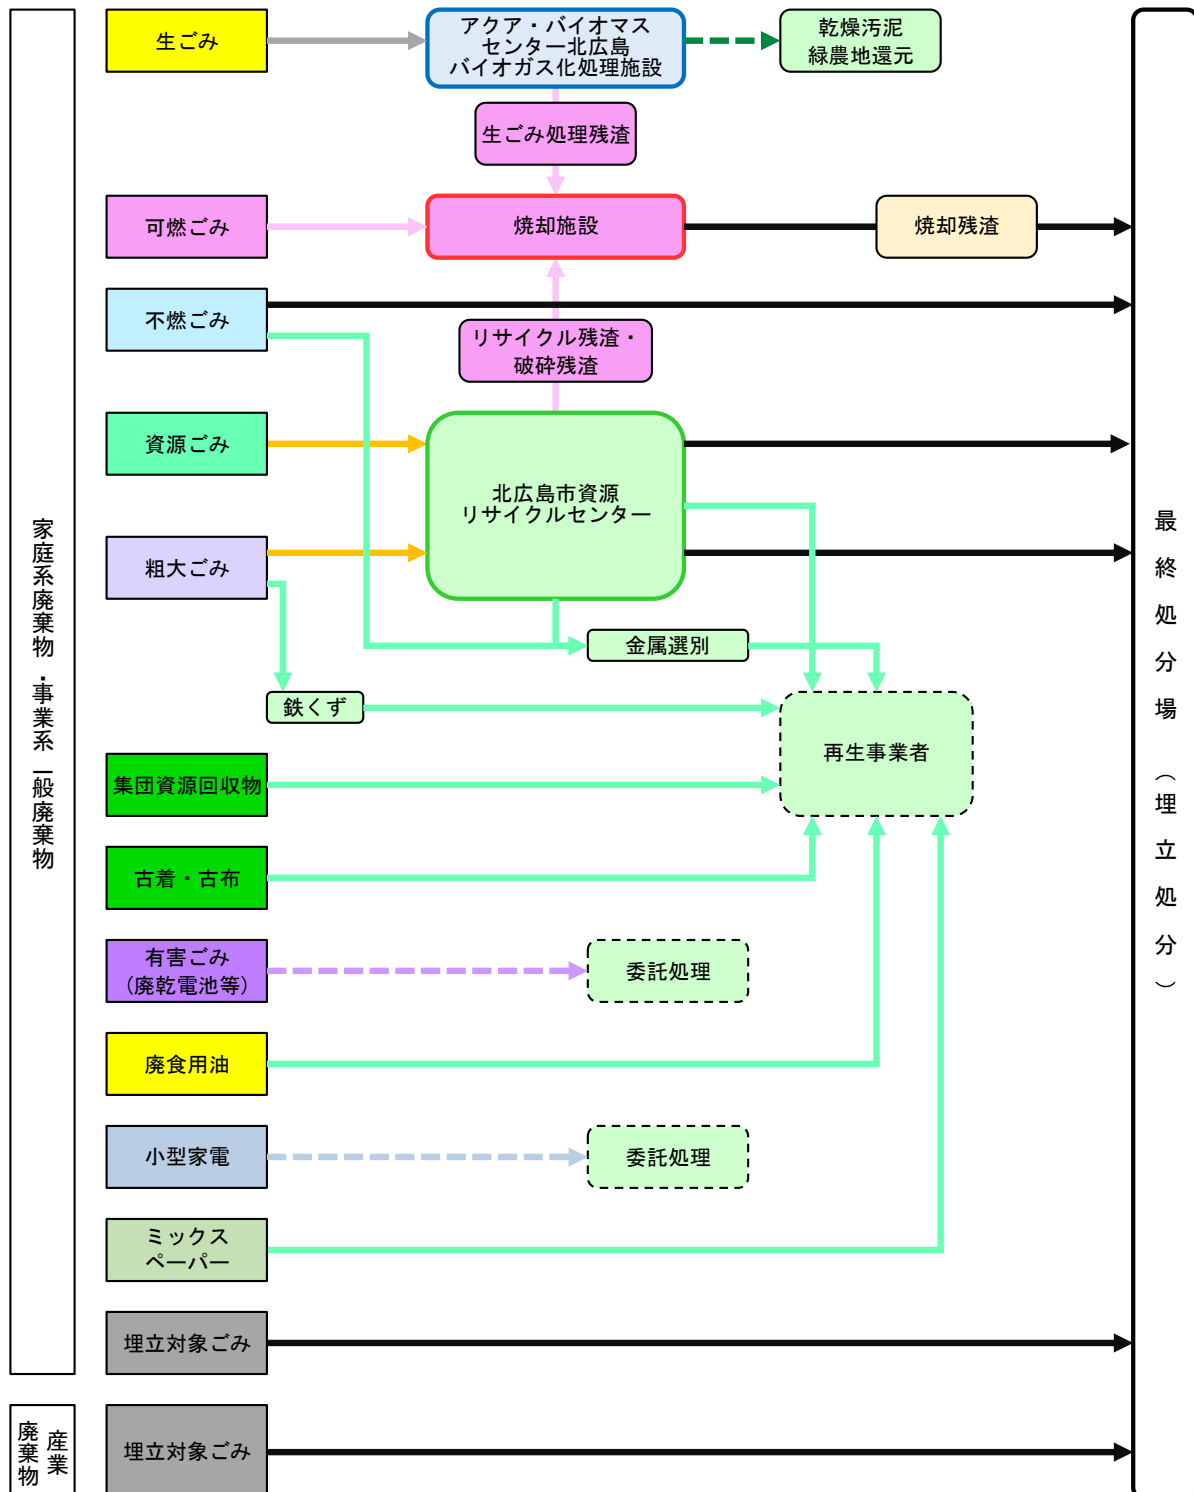 生ごみ
アクア・バイオマス
センター北広島
バイオガス化処理施設
乾燥汚泥
緑農地還元
生ごみ処理残渣
可燃ごみ
焼却施設
焼却残渣
不燃ごみ
リサイクル残渣・
破砕残渣
資源ごみ
北広島市資源
リサイクルセンター
粗大ごみ
金属選別
鉄くず
再生事業者
集団資源回収物
古着・古布
有害ごみ
（廃乾電池等）
委託処理
廃食用油
小型家電
委託処理
ミックス
ペーパー
埋立対象ごみ
埋立対象ごみ
家庭系廃棄物・事業系一般廃棄物
産業
廃棄物
最終処分場（埋立処分）